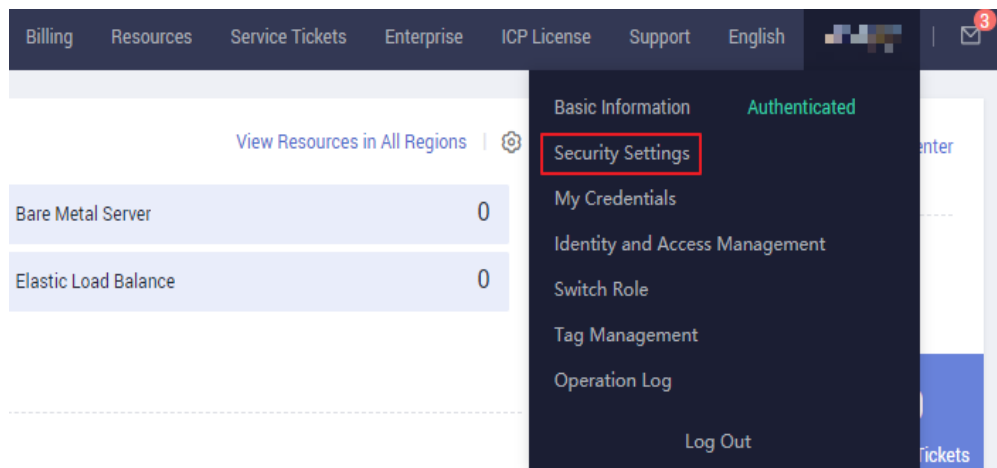 Billing Resources Service Tickets Enterprise ICP License Support English 3
Basic Information Authenticated
View Resources in All Regions
Security Settings
My Credentials
Bare Metal Server 0
Identity and Access Management
Elastic Load Balance 0
Switch Role
Tag Management
Operation Log
Log Out